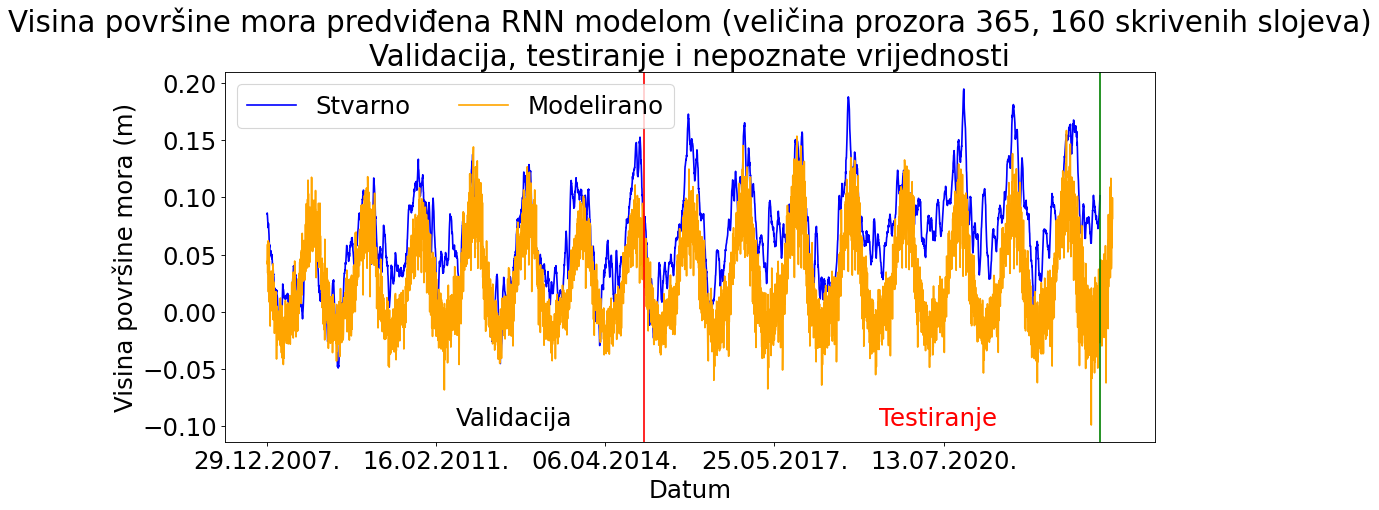 Visina površine mora predviđena RNN modelom (veličina prozora 365, 160 skrivenih slojeva)
Validacija, testiranje i nepoznate vrijednosti
Stvarno
Modelirano
Visina površine mora (m)
0.20
0.15
0.10
0.05
0.00
−0.05
−0.10
Validacija
Testiranje
29.12.2007.
16.02.2011.
06.04.2014.
25.05.2017.
13.07.2020.
Datum